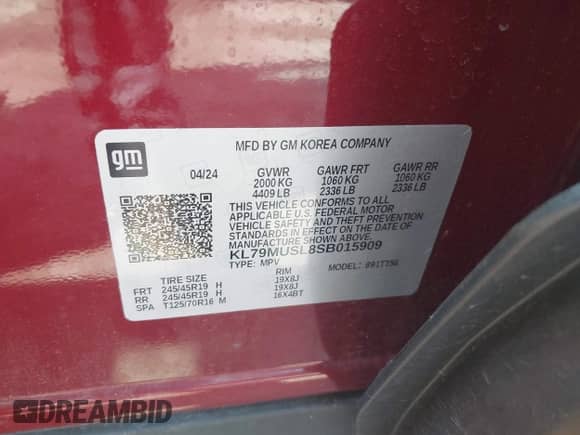 gm
MFD BY GM KOREA COMPANY
04/24 GVWR GAWR FRT GAWR RR
2000 KG 1060 KG 1060 KG
4409 LB 2336 LB 2336 LB
THIS VEHICLE CONFORMS TO ALL
APPLICABLE U.S. FEDERAL MOTOR
VEHICLE SAFETY AND THEFT PREVENTION
STANDARDS IN EFFECT ON THE DATE OF
MANUFACTURE SHOWN ABOVE.
KL79MUSL8SB015909
TYPE: MPV MODEL:
TIRE SIZE RIM
FRT 245/45R19 H 19X8J
RR 245/45R19 H 19X8J
SPA T125/70R16 M 16X4BT
DREAMBID